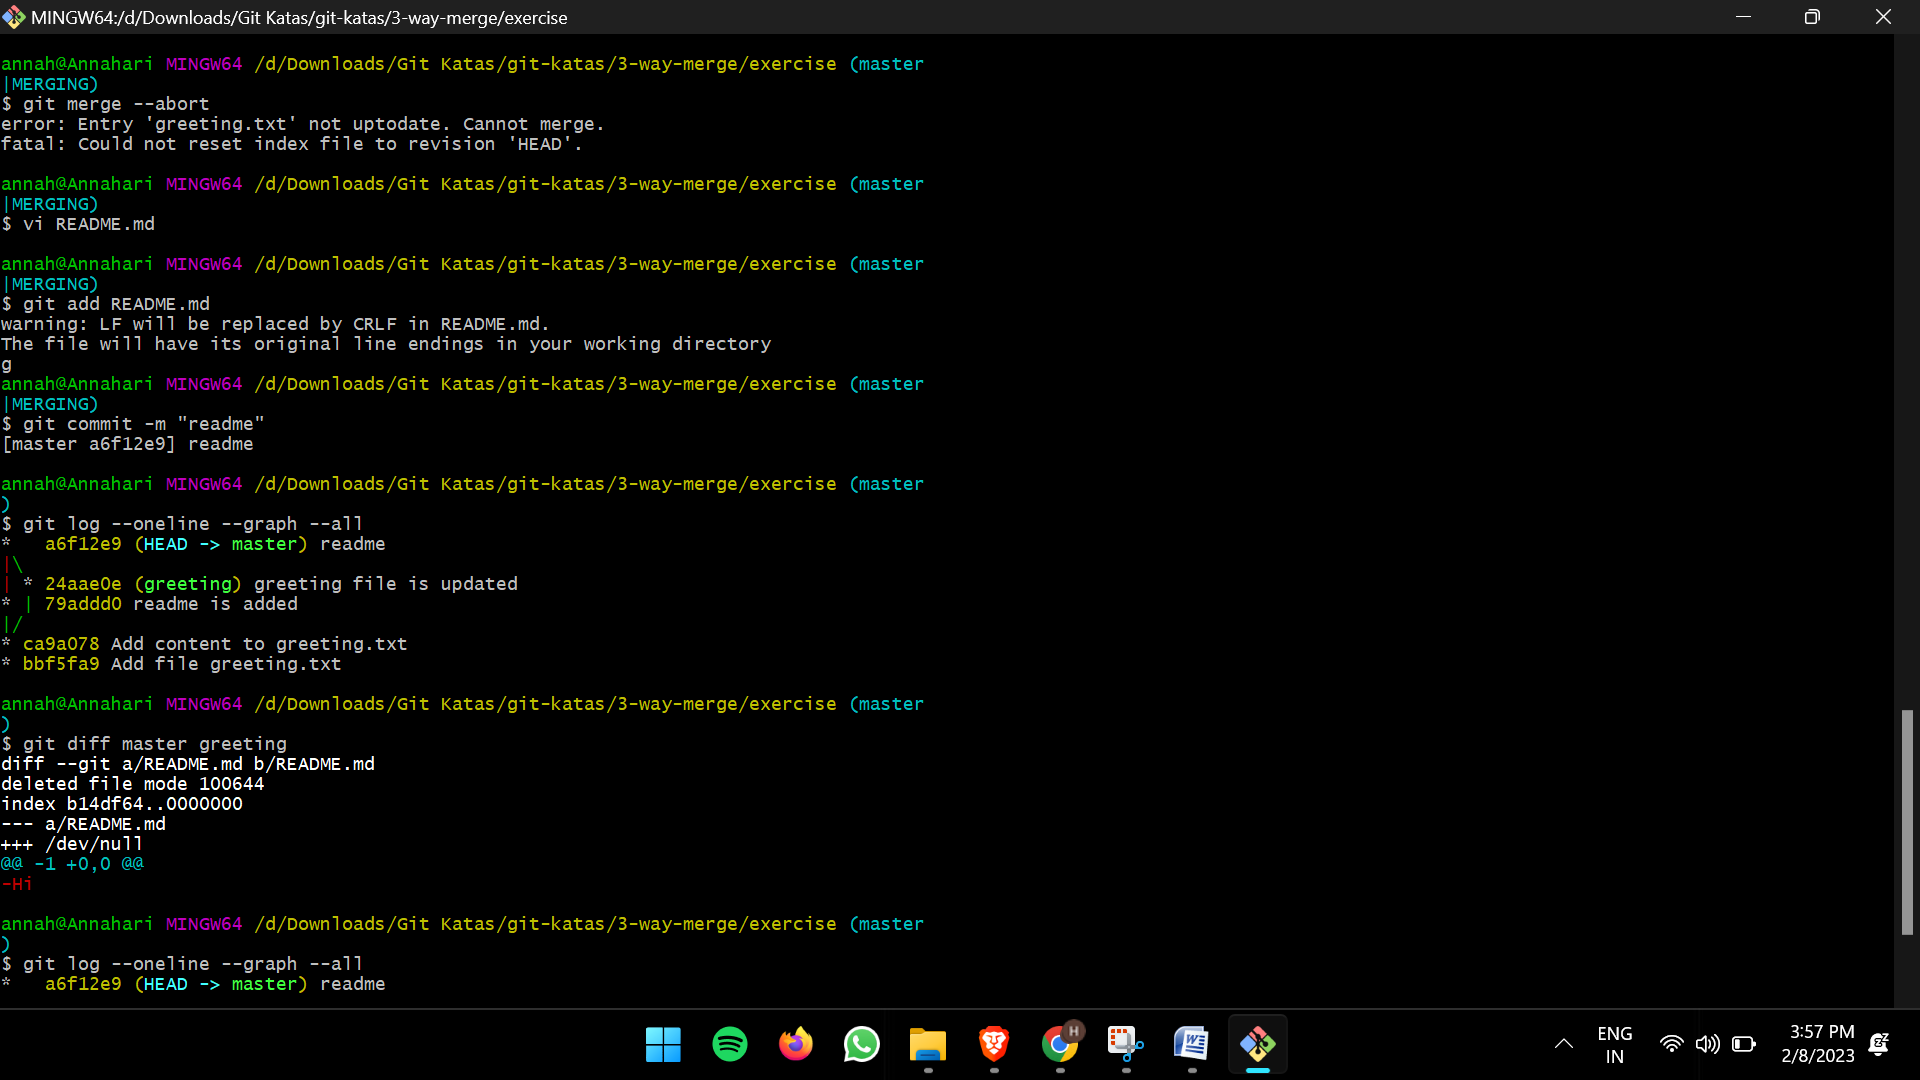 MINGW64:/d/Downloads/Git Katas/git-katas/3-way-merge/exercise
annah@Annahari MINGW64 /d/Downloads/Git Katas/git-katas/3-way-merge/exercise (master
|MERGING)
$ git merge --abort
error: Entry 'greeting.txt' not uptodate. Cannot merge.
fatal: Could not reset index file to revision 'HEAD'.
annah@Annahari MINGW64 /d/Downloads/Git Katas/git-katas/3-way-merge/exercise (master
|MERGING)
$ vi README.md
annah@Annahari MINGW64 /d/Downloads/Git Katas/git-katas/3-way-merge/exercise (master
|MERGING)
$ git add README.md
warning: LF will be replaced by CRLF in README.md.
The file will have its original line endings in your working directory
g
annah@Annahari MINGW64 /d/Downloads/Git Katas/git-katas/3-way-merge/exercise (master
|MERGING)
$ git commit -m "readme"
[master a6f12e9] readme
annah@Annahari MINGW64 /d/Downloads/Git Katas/git-katas/3-way-merge/exercise (master
)
$ git log --oneline --graph --all
*   a6f12e9 (HEAD -> master) readme
|\
| * 24aae0e (greeting) greeting file is updated
* | 79addd0 readme is added
|/
* ca9a078 Add content to greeting.txt
* bbf5fa9 Add file greeting.txt
annah@Annahari MINGW64 /d/Downloads/Git Katas/git-katas/3-way-merge/exercise (master
)
$ git diff master greeting
diff --git a/README.md b/README.md
deleted file mode 100644
index b14df64..0000000
--- a/README.md
+++ /dev/null
@@ -1 +0,0 @@
-Hi
annah@Annahari MINGW64 /d/Downloads/Git Katas/git-katas/3-way-merge/exercise (master
)
$ git log --oneline --graph --all
*   a6f12e9 (HEAD -> master) readme
H
W
ENG
IN
3:57 PM
2/8/2023